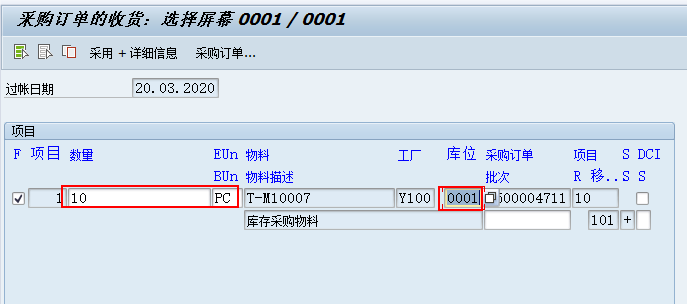 采购订单的收货：选择屏幕 0001 / 0001
采用 +详细信息 采购订单...
过帐日期 20.03.2020
项目
F 项目 数量 EUn 物料 工厂 库位 采购订单 项目 S DCI
BUn 物料描述 批次 R 移..S S
1 10 PC T-M10007 Y100 0001 500004711 10
库存采购物料 101 +